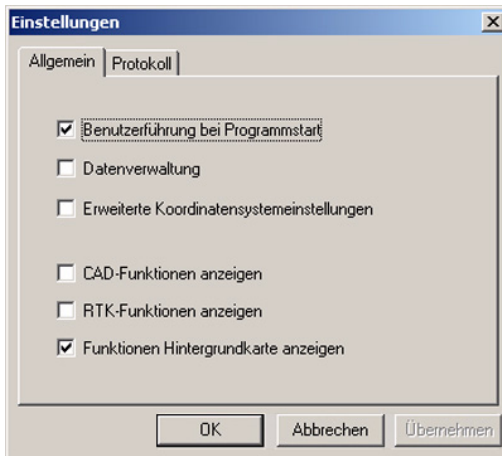 Einstellungen
Allgemein Protokoll
Benutzerführung bei Programmstart
Datenverwaltung
Erweiterte Koordinatensystemeinstellungen
CAD-Funktionen anzeigen
RTK-Funktionen anzeigen
Funktionen Hintergrundkarte anzeigen
OK Abbrechen Übernehmen